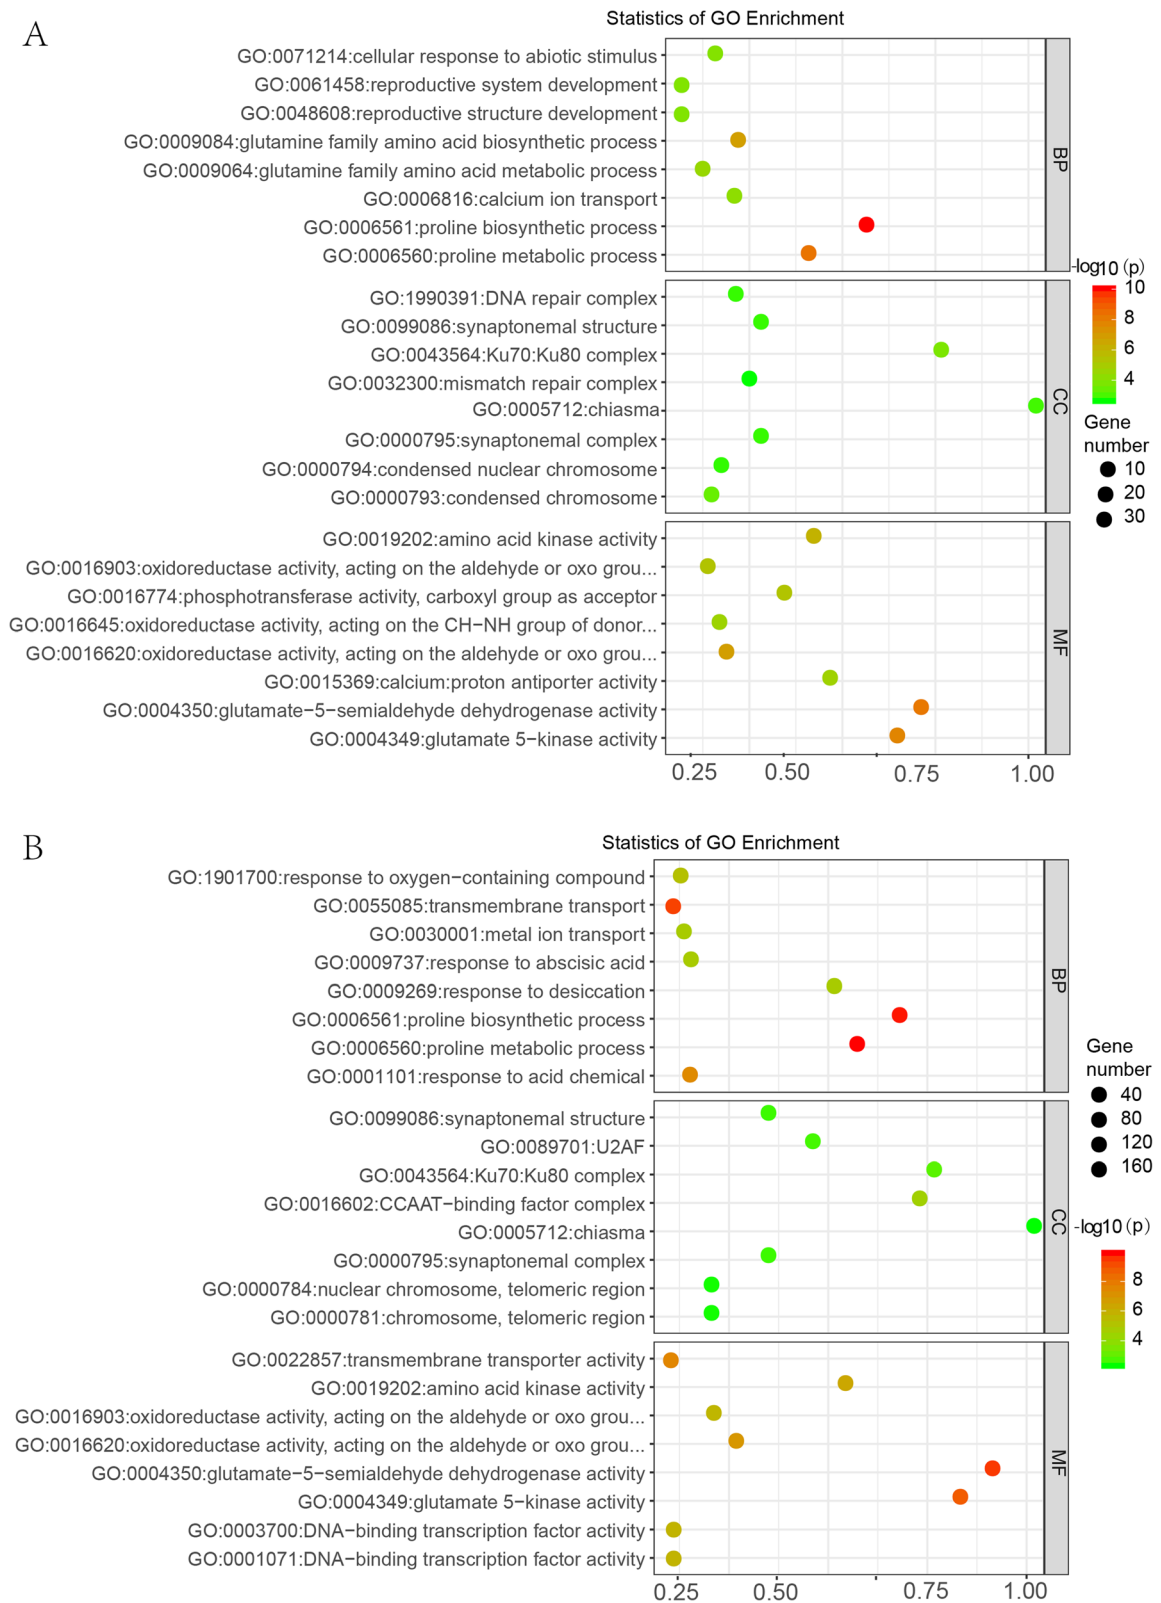 A
Statistics of GO Enrichment
GO:0071214:cellular response to abiotic stimulus
GO:0061458:reproductive system development
GO:0048608:reproductive structure development
GO:0009084:glutamine family amino acid biosynthetic process
GO:0009064:glutamine family amino acid metabolic process
GO:0006816:calcium ion transport
GO:0006561:proline biosynthetic process
GO:0006560:proline metabolic process
BP
GO:1990391:DNA repair complex
GO:0099086:synaptonemal structure
GO:0043564:Ku70:Ku80 complex
GO:0032300:mismatch repair complex
GO:0005712:chiasma
GO:0000795:synaptonemal complex
GO:0000794:condensed nuclear chromosome
GO:0000793:condensed chromosome
CC
GO:0019202:amino acid kinase activity
GO:0016903:oxidoreductase activity, acting on the aldehyde or oxo grou...
GO:0016774:phosphotransferase activity, carboxyl group as acceptor
GO:0016645:oxidoreductase activity, acting on the CH−NH group of donor...
GO:0016620:oxidoreductase activity, acting on the aldehyde or oxo grou...
GO:0015369:calcium:proton antiporter activity
GO:0004350:glutamate−5−semialdehyde dehydrogenase activity
GO:0004349:glutamate 5−kinase activity
MF
0.25 0.50 0.75 1.00
-log10 (p)
10
8
6
4
Gene
number
10
20
30
B
Statistics of GO Enrichment
GO:1901700:response to oxygen−containing compound
GO:0055085:transmembrane transport
GO:0030001:metal ion transport
GO:0009737:response to abscisic acid
GO:0009269:response to desiccation
GO:0006561:proline biosynthetic process
GO:0006560:proline metabolic process
GO:0001101:response to acid chemical
BP
GO:0099086:synaptonemal structure
GO:0089701:U2AF
GO:0043564:Ku70:Ku80 complex
GO:0016602:CCAAT−binding factor complex
GO:0005712:chiasma
GO:0000795:synaptonemal complex
GO:0000784:nuclear chromosome, telomeric region
GO:0000781:chromosome, telomeric region
CC
GO:0022857:transmembrane transporter activity
GO:0019202:amino acid kinase activity
GO:0016903:oxidoreductase activity, acting on the aldehyde or oxo grou...
GO:0016620:oxidoreductase activity, acting on the aldehyde or oxo grou...
GO:0004350:glutamate−5−semialdehyde dehydrogenase activity
GO:0004349:glutamate 5−kinase activity
GO:0003700:DNA−binding transcription factor activity
GO:0001071:DNA−binding transcription factor activity
MF
0.25 0.50 0.75 1.00
Gene
number
40
80
120
160
-log10 (p)
8
6
4